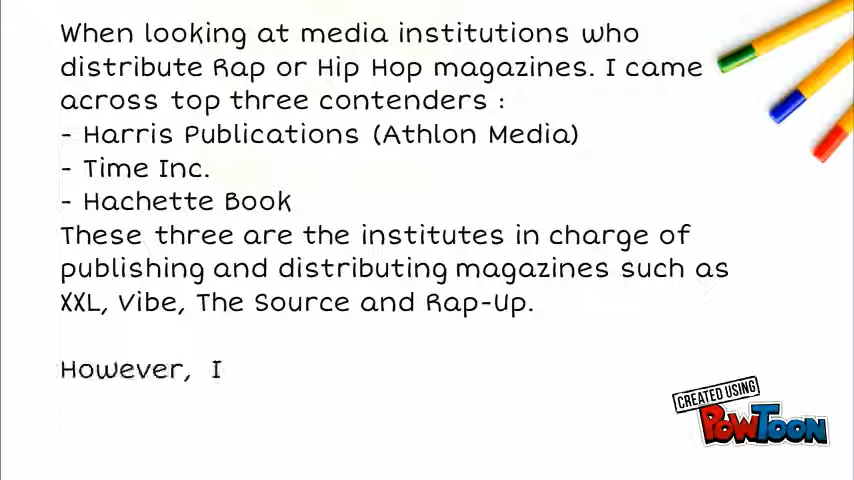 When looking at media institutions who
distribute Rap or Hip Hop magazines. I came
across top three contenders :
- Harris Publications (Athlon Media)
- Time Inc.
- Hachette Book
These three are the institutes in charge of
publishing and distributing magazines such as
XXL, Vibe, The Source and Rap-Up.
However, I
CREATED USING
POWTOON